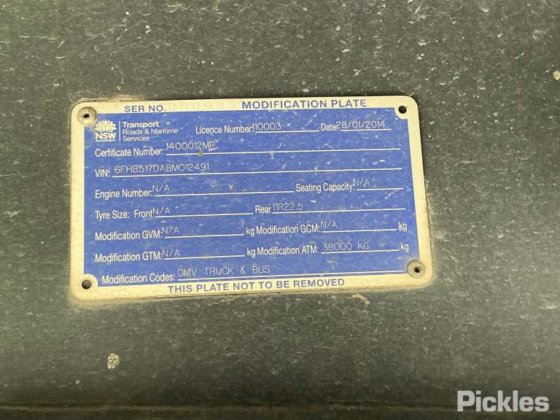 SER NO. MODIFICATION PLATE
NSW
Transport
Roads & Maritime
Services
Licence Number: 10003 Date: 28/01/2014
Certificate Number: 1400012MP
VIN: 6FH8517DABM012491
Engine Number: N/A Seating Capacity: N/A
Tyre Size: Front N/A Rear 11R22.5
Modification GVM: N/A kg Modification GCM: N/A kg
Modification GTM: N/A kg Modification ATM: 38000 KG kg
Modification Codes: OMV TRUCK & BUS
THIS PLATE NOT TO BE REMOVED
Pickles